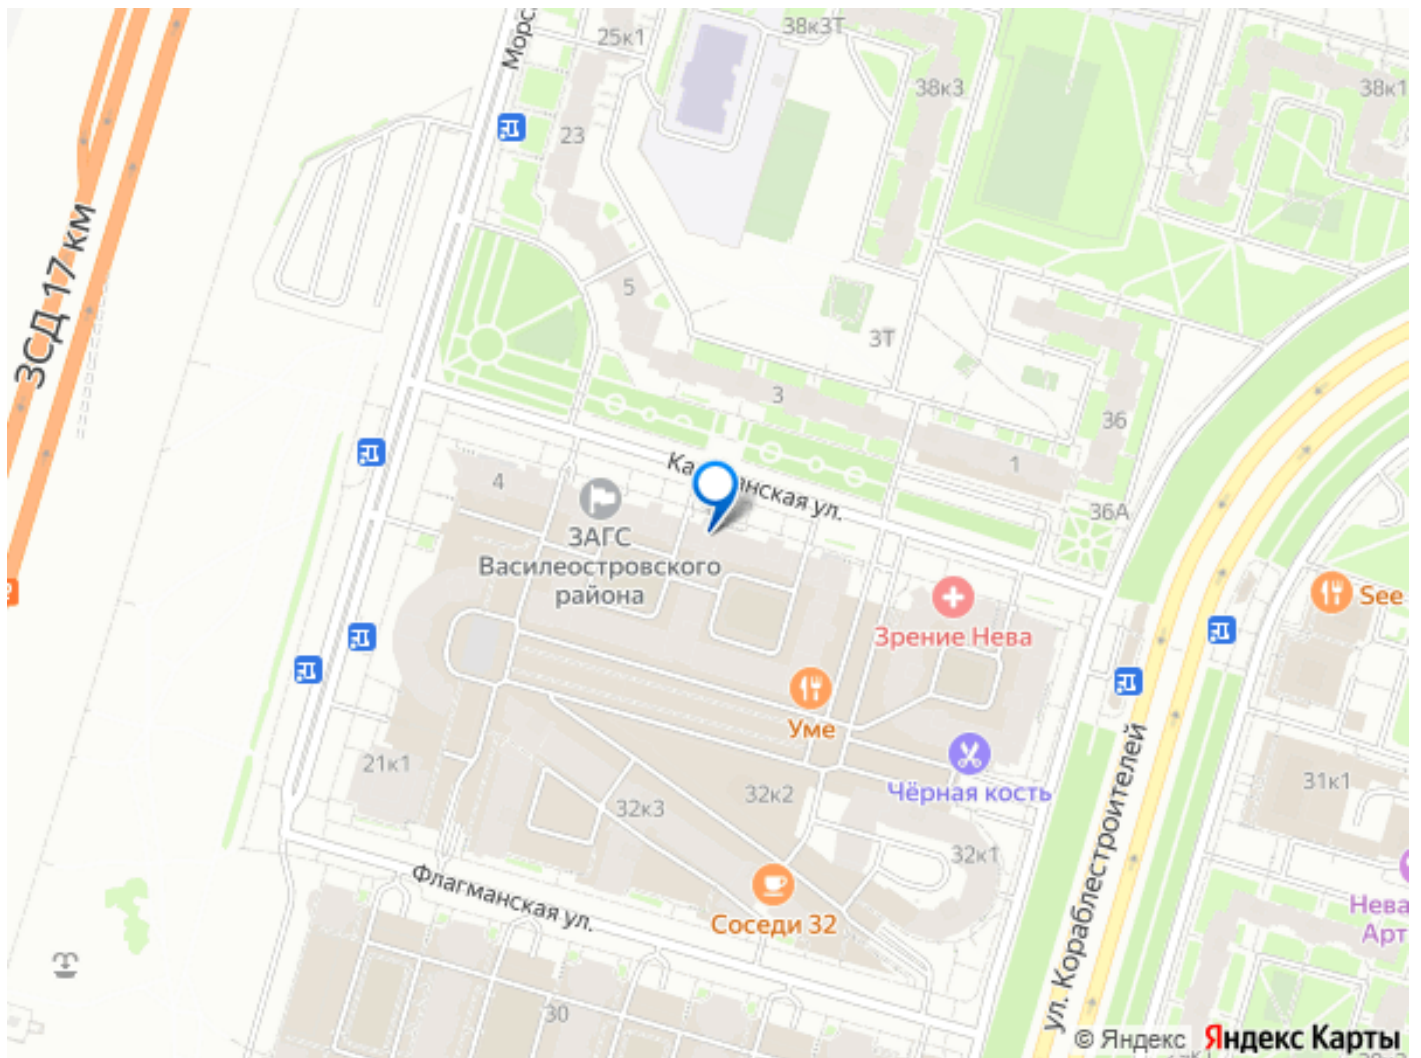 Морс
25к1
38к3Т
38к3
38к1
23
ЗСД 17 км
5
3Т
3
36
1
36А
Ка
нская ул.
4
ЗАГС
Василеостровского
района
Зрение Нева
See
Уме
21к1
32к3
32к2
Чёрная кость
31к1
32к1
ул. Кораблестроителей
Флагманская ул.
Соседи 32
Нева
Арт
30
© Яндекс
Яндекс Карты